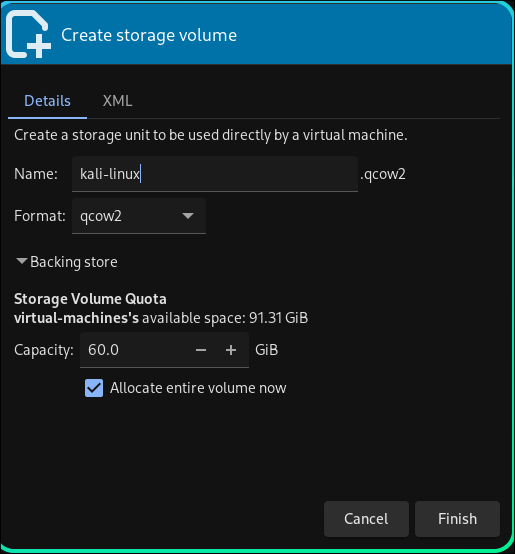 Create storage volume
Details XML
Create a storage unit to be used directly by a virtual machine.
Name: kali-linux .qcow2
Format: qcow2
Backing store
Storage Volume Quota
virtual-machines's available space: 91.31 GiB
Capacity: 60.0 − + GiB
Allocate entire volume now
Cancel Finish